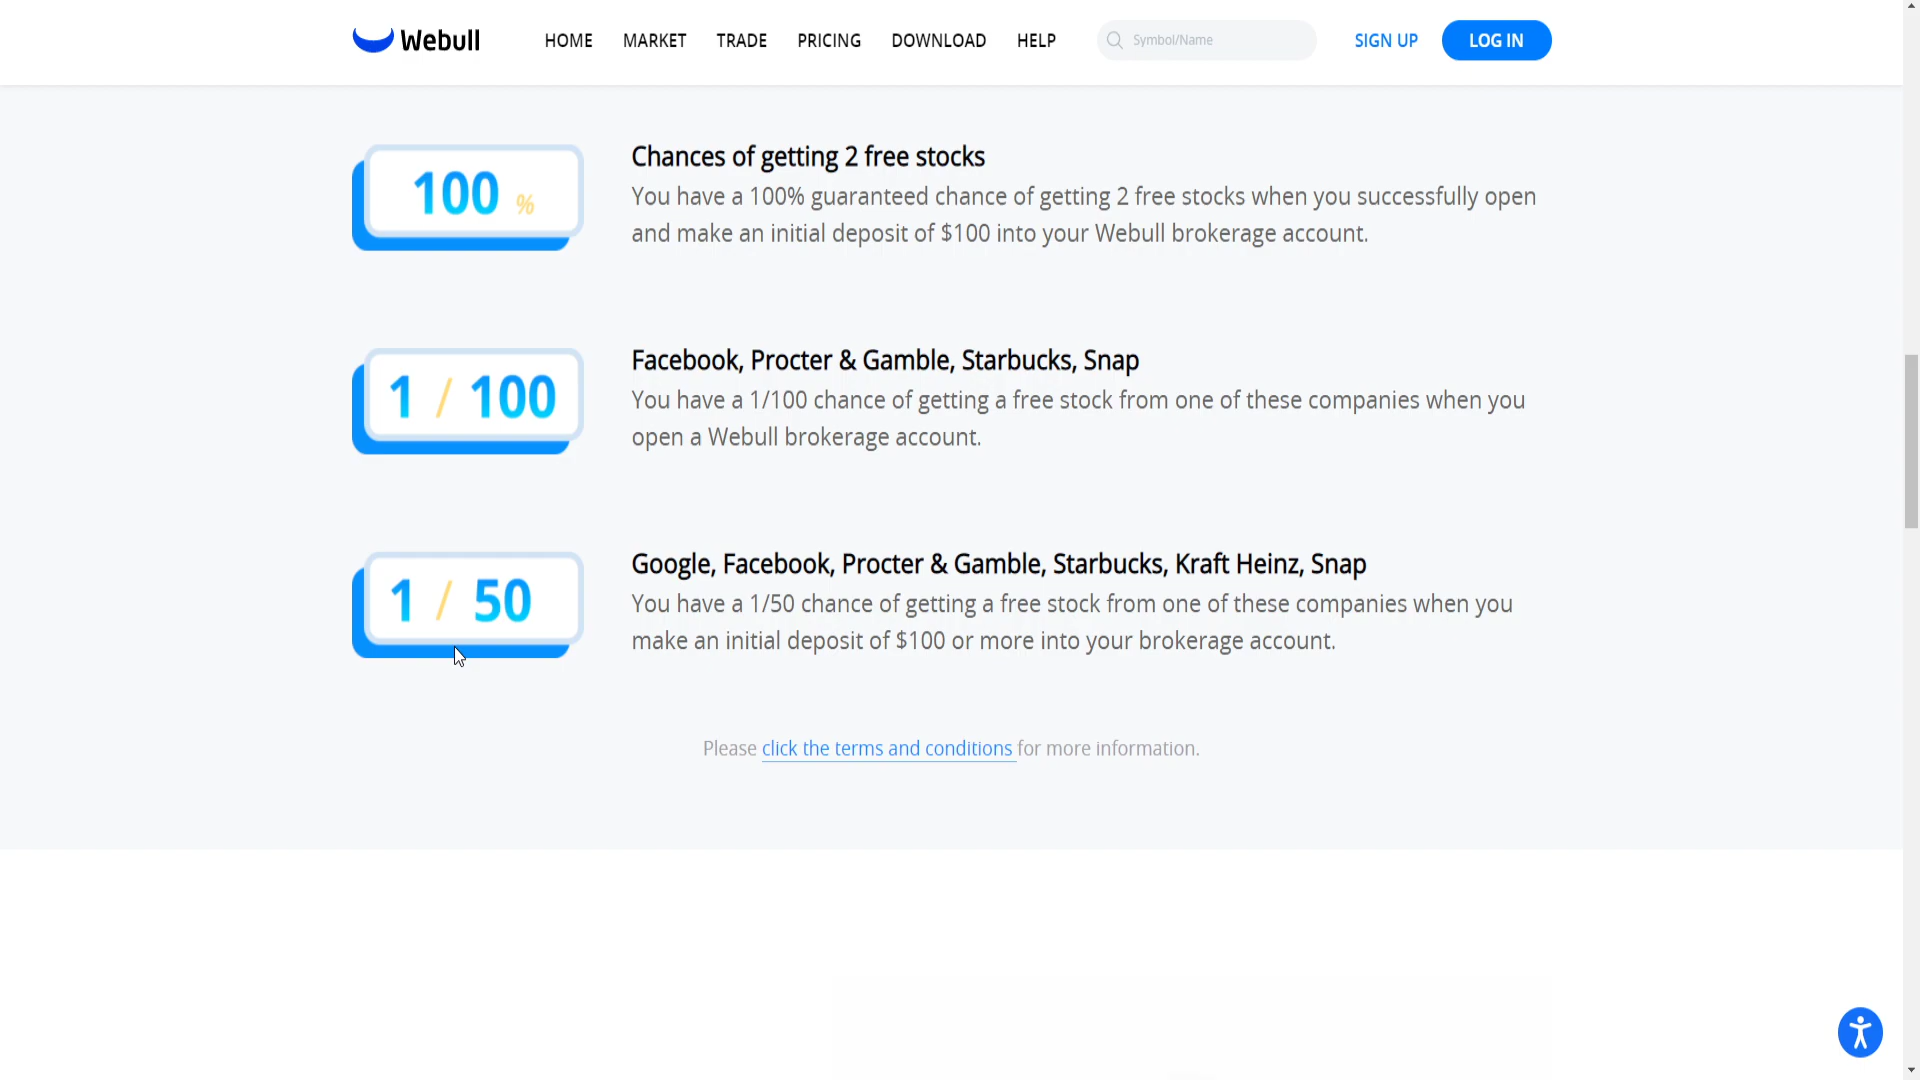 Webull
HOME MARKET TRADE PRICING DOWNLOAD HELP Symbol/Name SIGN UP LOG IN
100 %
Chances of getting 2 free stocks
You have a 100% guaranteed chance of getting 2 free stocks when you successfully open
and make an initial deposit of $100 into your Webull brokerage account.
1 / 100
Facebook, Procter & Gamble, Starbucks, Snap
You have a 1/100 chance of getting a free stock from one of these companies when you
open a Webull brokerage account.
1 / 50
Google, Facebook, Procter & Gamble, Starbucks, Kraft Heinz, Snap
You have a 1/50 chance of getting a free stock from one of these companies when you
make an initial deposit of $100 or more into your brokerage account.
Please click the terms and conditions for more information.